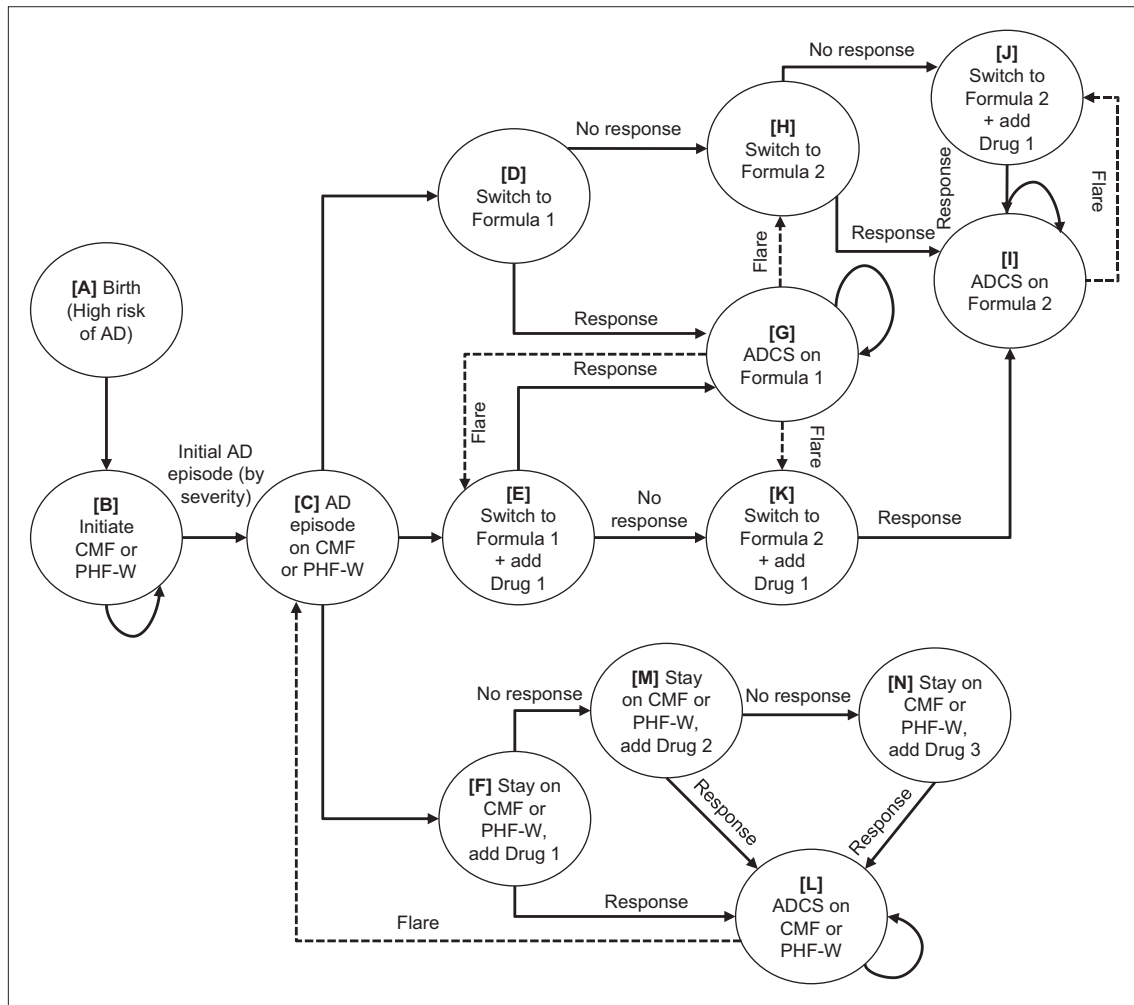 [A] Birth
(High risk
of AD)
[B]
Initiate
CMF or
PHF-W
Initial AD
episode (by
severity)
[C] AD
episode
on CMF
or PHF-W
[D]
Switch to
Formula 1
No response
Response
[H]
Switch to
Formula 2
No response
Response
[J]
Switch to
Formula 2
+ add
Drug 1
Response
Flare
[I]
ADCS on
Formula 2
Flare
[G]
ADCS on
Formula 1
Response
Flare
Flare
[E]
Switch to
Formula 1
+ add
Drug 1
No
response
[K]
Switch to
Formula 2
+ add
Drug 1
Response
[F] Stay on
CMF or
PHF-W,
add Drug 1
No response
Response
[M] Stay
on CMF or
PHF-W,
add Drug 2
No response
Response
[N] Stay on
CMF or
PHF-W,
add Drug 3
Response
[L]
ADCS on
CMF or
PHF-W
Flare